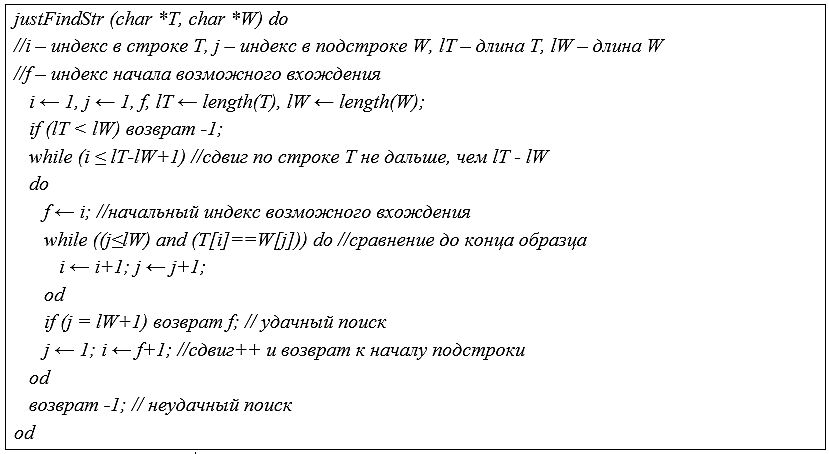 justFindStr (char *T, char *W) do
//i – индекс в строке T, j – индекс в подстроке W, lT – длина T, lW – длина W
//f – индекс начала возможного вхождения
i ← 1, j ← 1, f, lT ← length(T), lW ← length(W);
if (lT < lW) возврат -1;
while (i ≤ lT-lW+1) //сдвиг по строке T не дальше, чем lT - lW
do
f ← i; //начальный индекс возможного вхождения
while ((j≤lW) and (T[i]==W[j])) do //сравнение до конца образца
i ← i+1; j ← j+1;
od
if (j = lW+1) возврат f; // удачный поиск
j ← 1; i ← f+1; //сдвиг++ и возврат к началу подстроки
od
возврат -1; // неудачный поиск
od